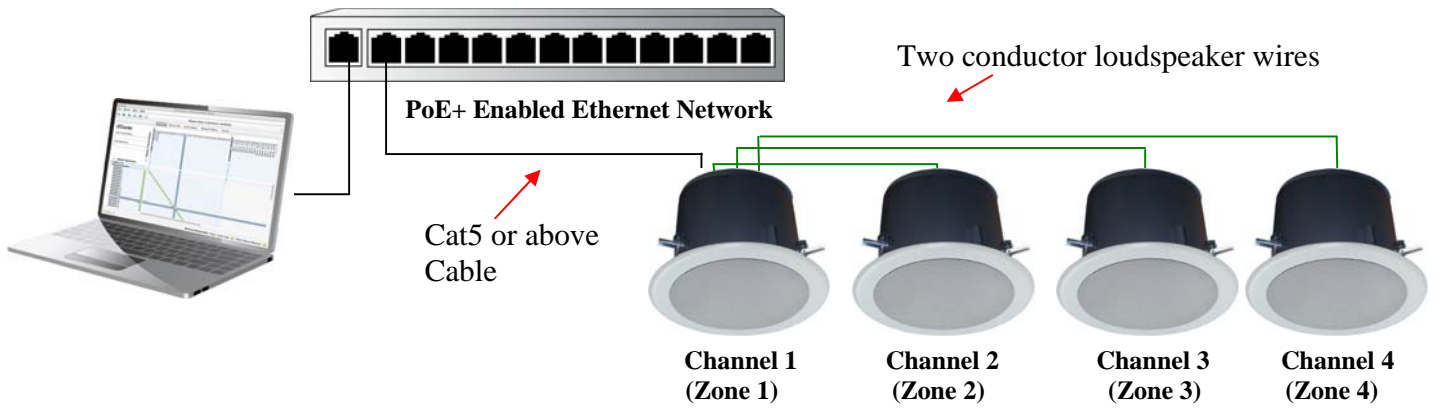 Two conductor loudspeaker wires
PoE+ Enabled Ethernet Network
Cat5 or above
Cable
Channel 1
(Zone 1)
Channel 2
(Zone 2)
Channel 3
(Zone 3)
Channel 4
(Zone 4)